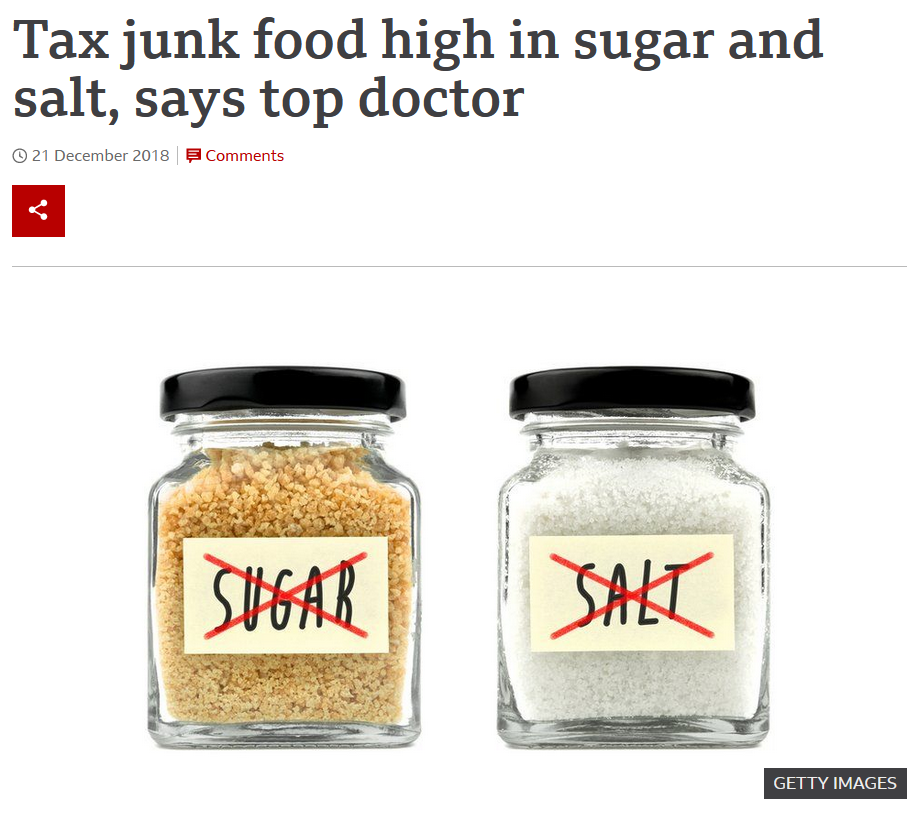 Tax junk food high in sugar and
salt, says top doctor
21 December 2018 Comments
SUGAR
SALT
GETTY IMAGES